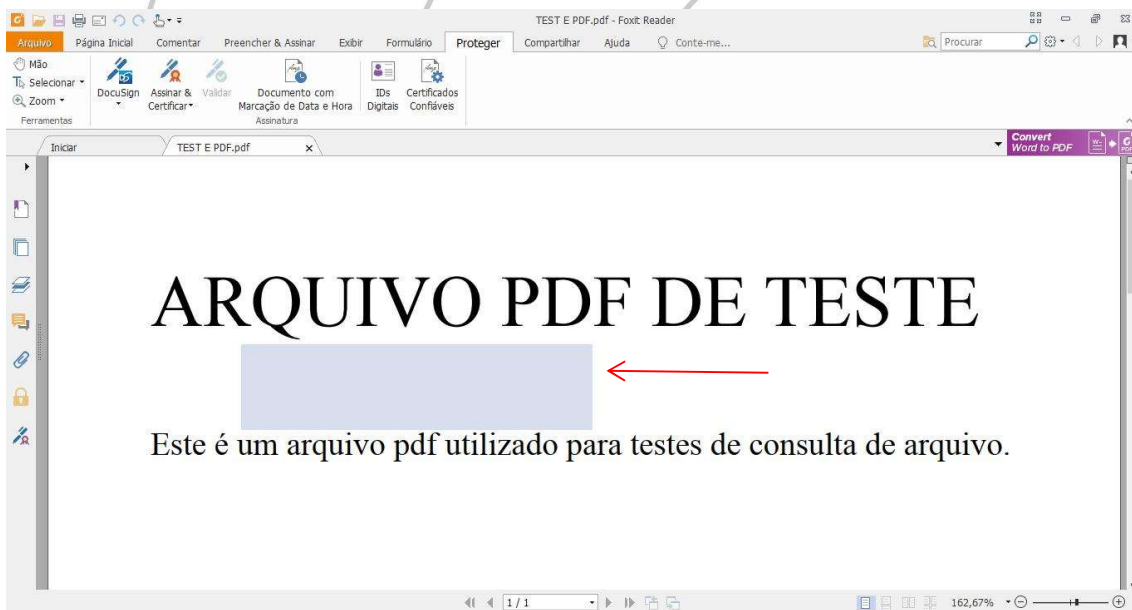 TEST E PDF.pdf - Foxit Reader
Arquivo Página Inicial Comentar Preencher & Assinar Exibir Formulário Proteger Compartilhar Ajuda Conte-me... Procurar
Mão
Selecionar
Zoom
DocuSign
Assinar &
Certificar
Validar
Documento com
Marcação de Data e Hora
IDs
Digitais
Certificados
Confiáveis
Ferramentas
Assinatura
Iniciar
TEST E PDF.pdf
Convert
Word to PDF
ARQUIVO PDF DE TESTE
Este é um arquivo pdf utilizado para testes de consulta de arquivo.
1 / 1
162,67%